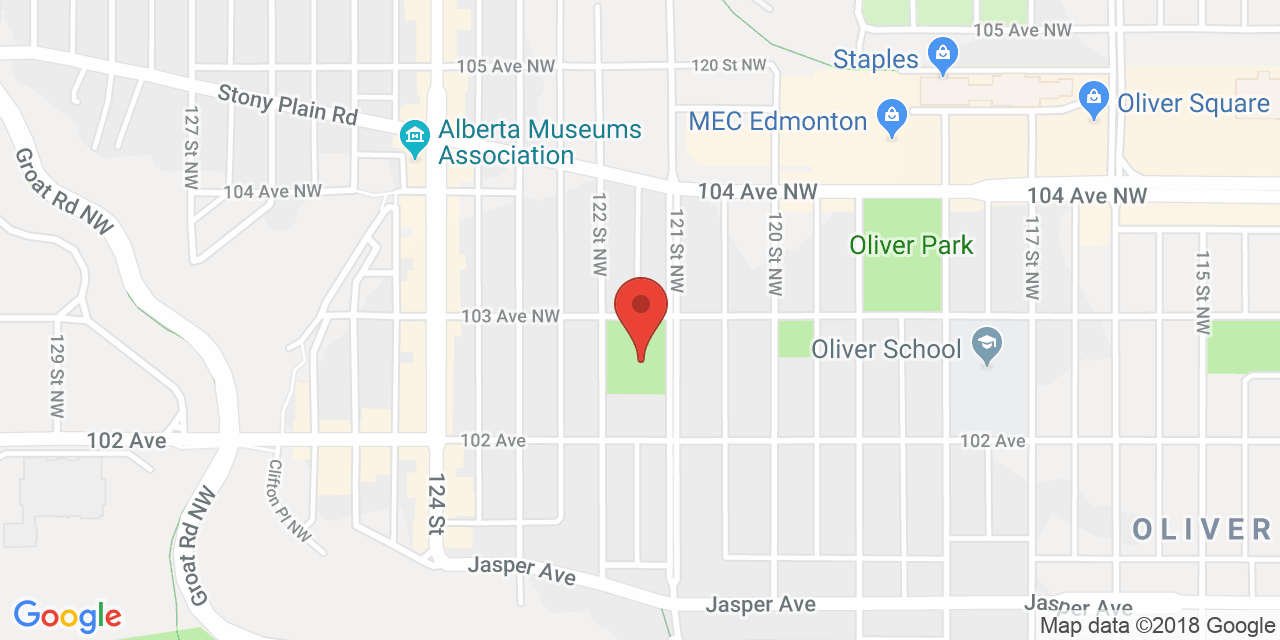 105 Ave NW
Staples
105 Ave NW
120 St NW
Stony Plain Rd
127 St NW
MEC Edmonton
Oliver Square
Alberta Museums
Association
Groat Rd NW
104 Ave NW
104 Ave NW
104 Ave NW
122 St NW
121 St NW
120 St NW
Oliver Park
117 St NW
115 St NW
103 Ave NW
129 St NW
Oliver School
102 Ave
102 Ave
102 Ave
Clifton Pl NW
124 St
OLIVER
Groat Rd NW
Jasper Ave
Jasper Ave
Jasper Ave
Google
Map data ©2018 Google